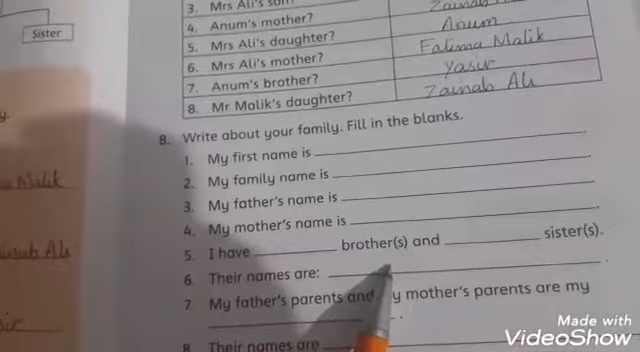 3. Mrs Ali's son?
Zainab
Sister
4. Anum's mother?
Anum
5. Mrs Ali's daughter?
Fatima Malik
6. Mrs Ali's mother?
Yasir
7. Anum's brother?
Zainab Ali
8. Mr Malik's daughter?
y.
B. Write about your family. Fill in the blanks.
1. My first name is
2. My family name is
Malik
3. My father's name is
4. My mother's name is
5. I have brother(s) and sister(s).
Ali
6. Their names are:
7. My father's parents and y mother's parents are my
8. Their names are
Made with
VideoShow